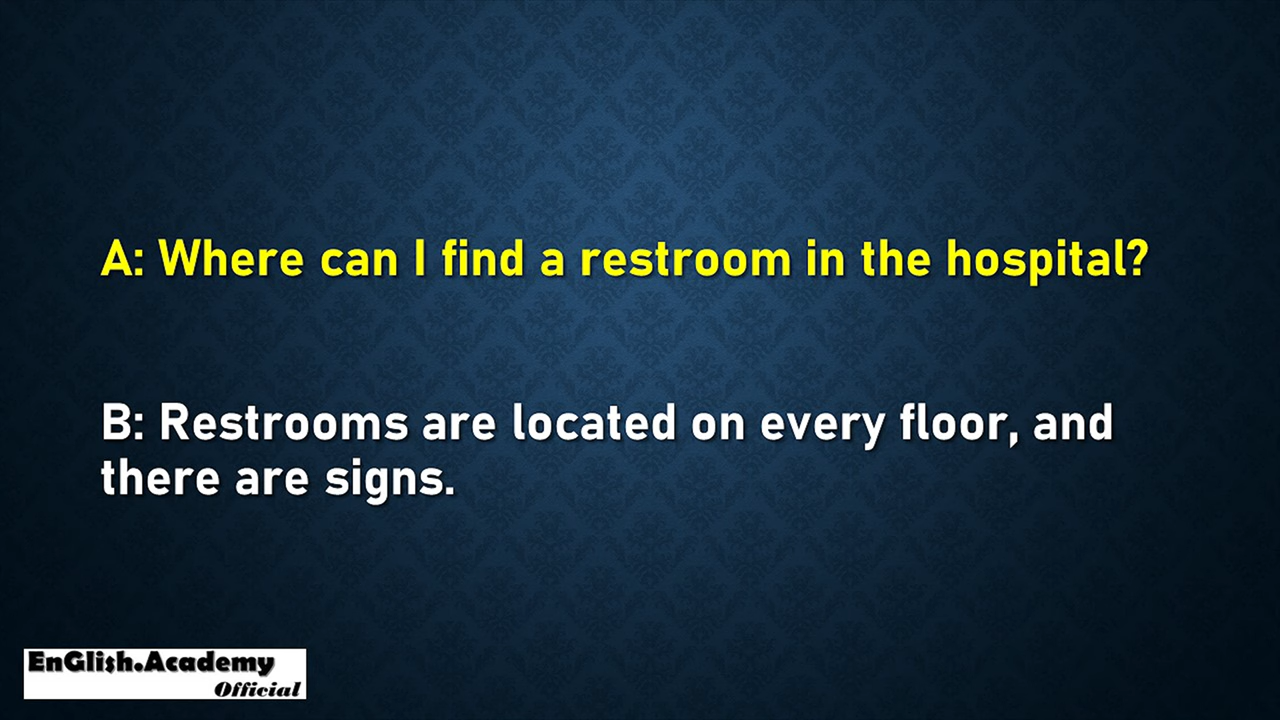 A: Where can I find a restroom in the hospital?
B: Restrooms are located on every floor, and
there are signs.
EnGlish.Academy
Official